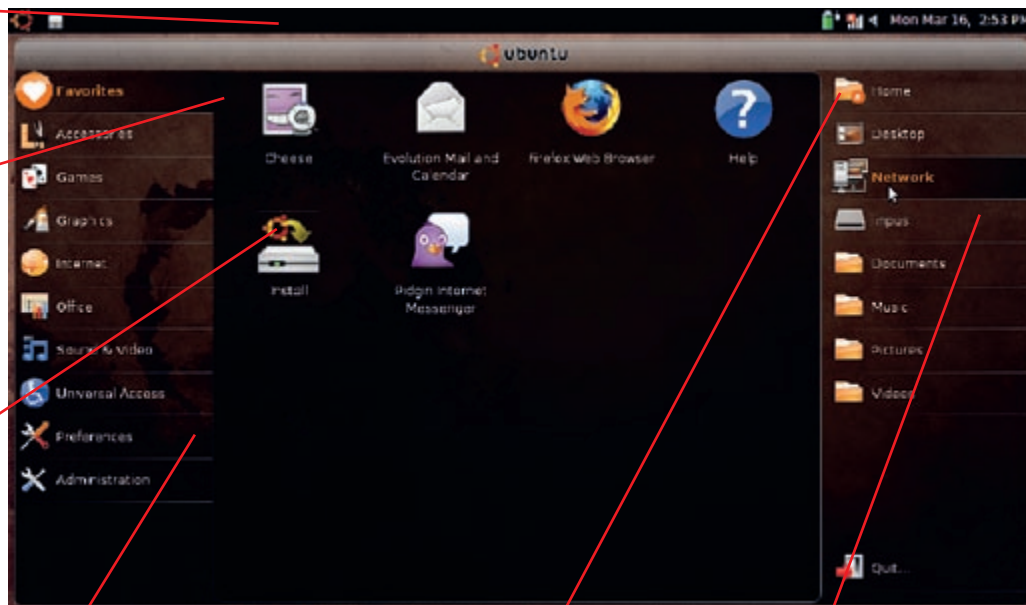 Mon Mar 16, 2:53 PM
ubuntu
Favorites
Accessories
Games
Graphics
Internet
Office
Sound & Video
Universal Access
Preferences
Administration
Cheese
Evolution Mail and
Calendar
Firefox Web Browser
Help
Install
Pidgin Internet
Messenger
Home
Desktop
Network
Documents
Music
Pictures
Videos
Quit...